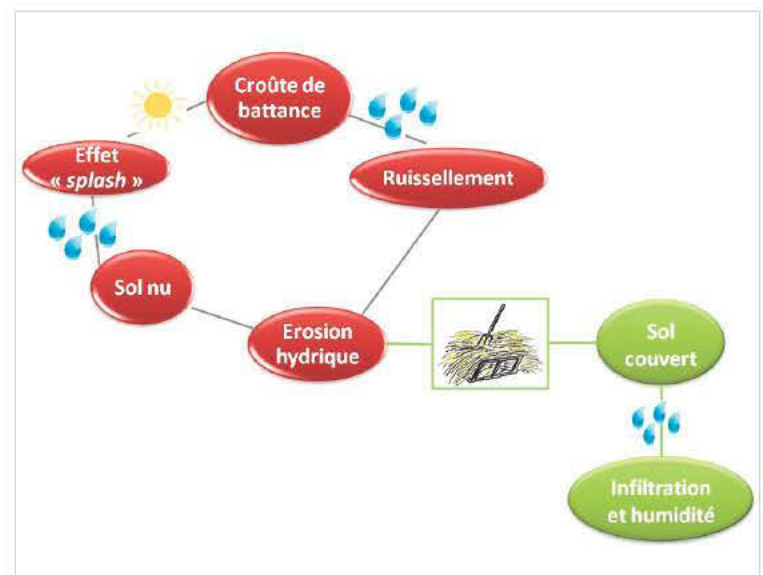 Croûte de
battance
Effet
« splash »
Ruissellement
Sol nu
Erosion
hydrique
Sol
couvert
Infiltration
et humidité